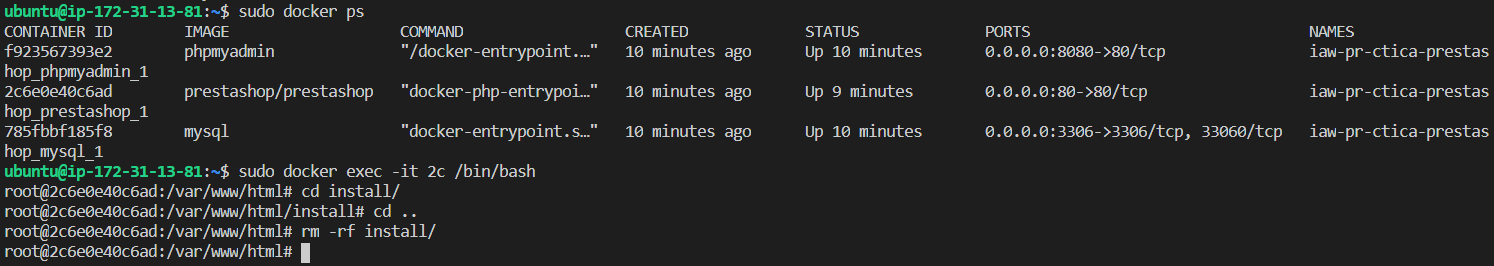 ubuntu@ip-172-31-13-81:~$ sudo docker ps
CONTAINER ID        IMAGE                   COMMAND                  CREATED             STATUS              PORTS                               NAMES
f923567393e2        phpmyadmin              "/docker-entrypoint.…"   10 minutes ago      Up 10 minutes       0.0.0.0:8080->80/tcp                iaw-pr-ctica-prestas
hop_phpmyadmin_1
2c6e0e40c6ad        prestashop/prestashop   "docker-php-entrypoi…"   10 minutes ago      Up 9 minutes        0.0.0.0:80->80/tcp                  iaw-pr-ctica-prestas
hop_prestashop_1
785fbbf185f8        mysql                   "docker-entrypoint.s…"   10 minutes ago      Up 10 minutes       0.0.0.0:3306->3306/tcp, 33060/tcp   iaw-pr-ctica-prestas
hop_mysql_1
ubuntu@ip-172-31-13-81:~$ sudo docker exec -it 2c /bin/bash
root@2c6e0e40c6ad:/var/www/html# cd install/
root@2c6e0e40c6ad:/var/www/html/install# cd ..
root@2c6e0e40c6ad:/var/www/html# rm -rf install/
root@2c6e0e40c6ad:/var/www/html#